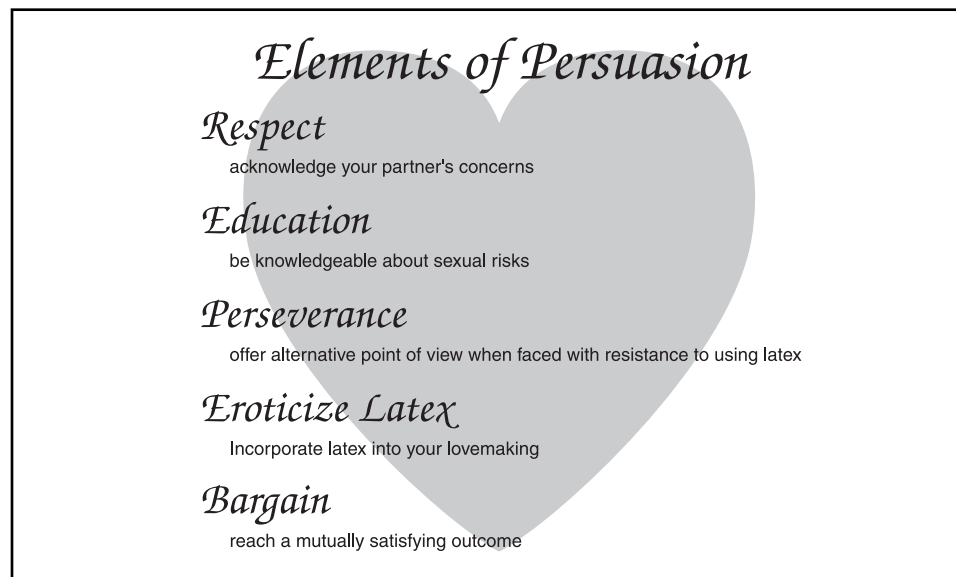 Elements of Persuasion
Respect
acknowledge your partner's concerns
Education
be knowledgeable about sexual risks
Perseverance
offer alternative point of view when faced with resistance to using latex
Eroticize Latex
Incorporate latex into your lovemaking
Bargain
reach a mutually satisfying outcome